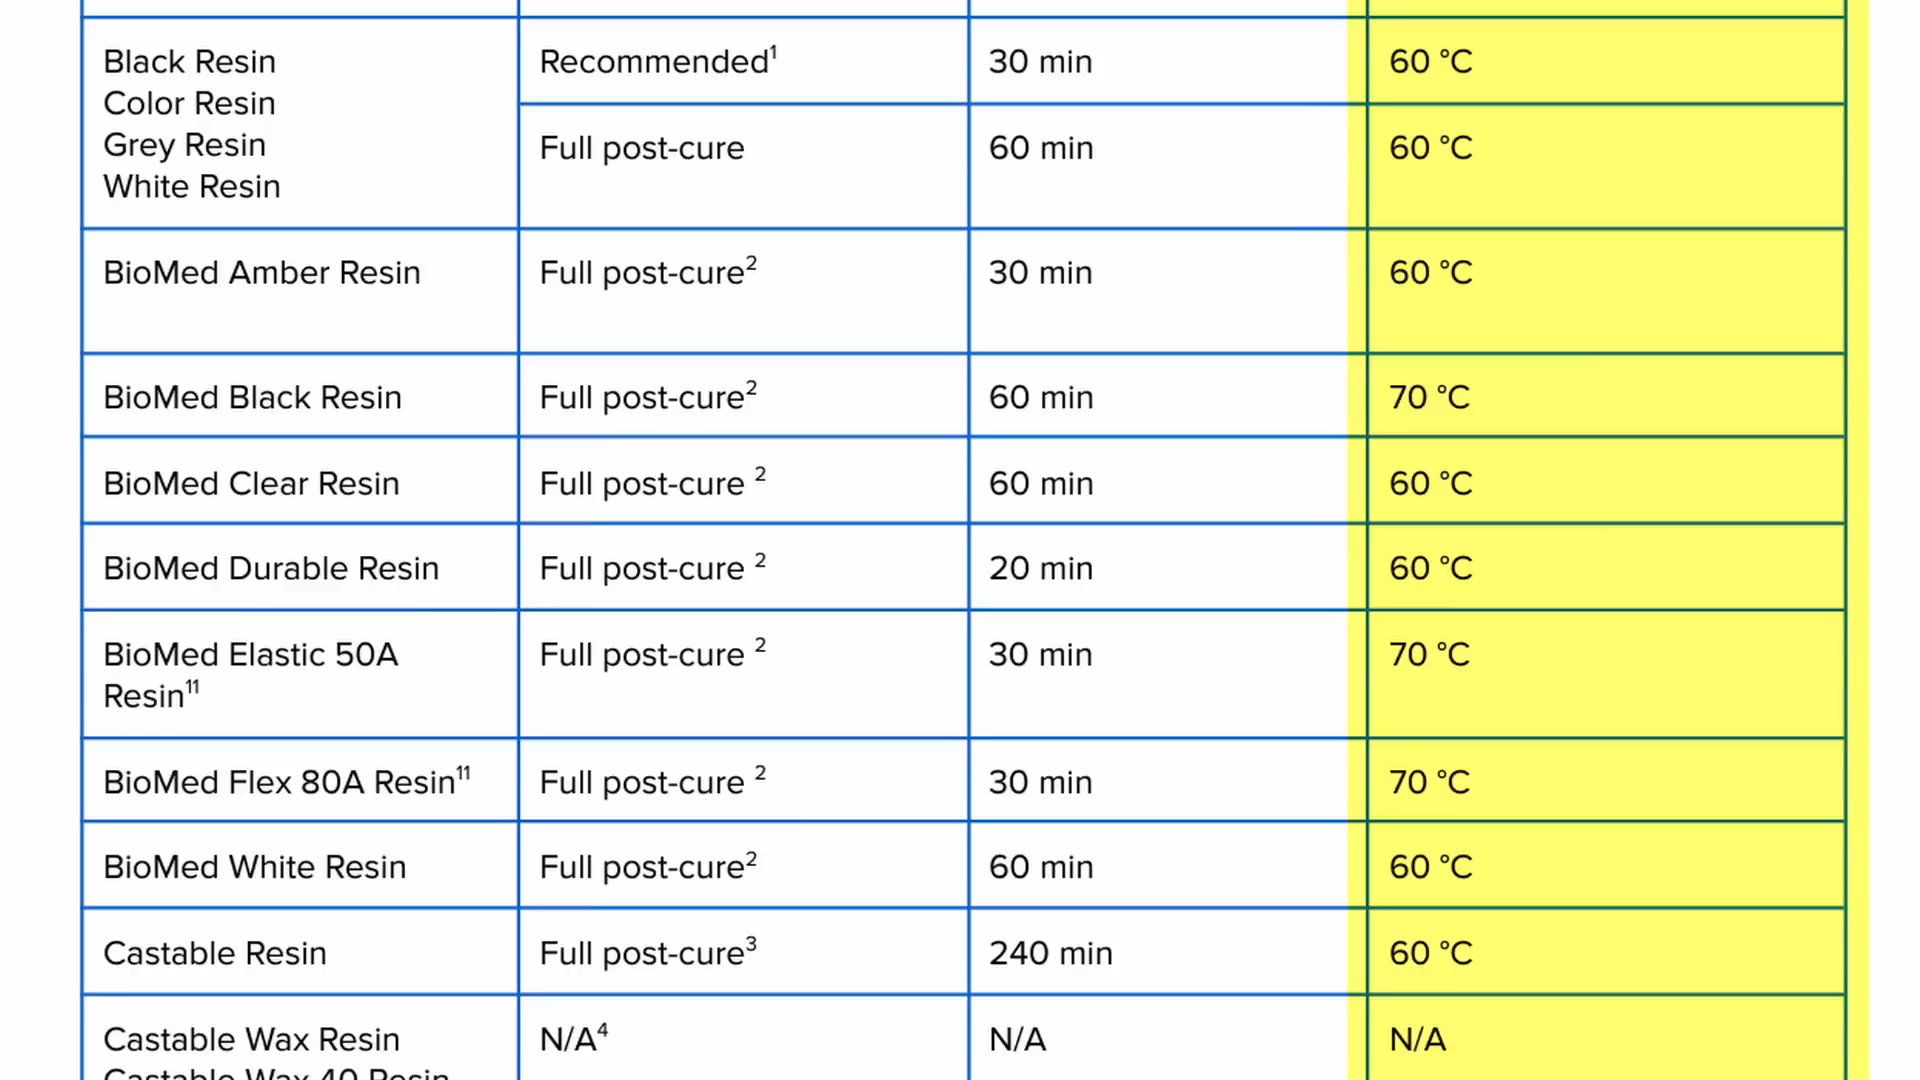 Black Resin
Color Resin
Grey Resin
White Resin
Recommended¹ 30 min 60 °C
Full post-cure 60 min 60 °C
BioMed Amber Resin Full post-cure² 30 min 60 °C
BioMed Black Resin Full post-cure² 60 min 70 °C
BioMed Clear Resin Full post-cure ² 60 min 60 °C
BioMed Durable Resin Full post-cure ² 20 min 60 °C
BioMed Elastic 50A Full post-cure ² 30 min 70 °C
Resin¹¹
BioMed Flex 80A Resin¹¹ Full post-cure ² 30 min 70 °C
BioMed White Resin Full post-cure² 60 min 60 °C
Castable Resin Full post-cure³ 240 min 60 °C
Castable Wax Resin N/A⁴ N/A N/A
Castable Wax 40 Resin